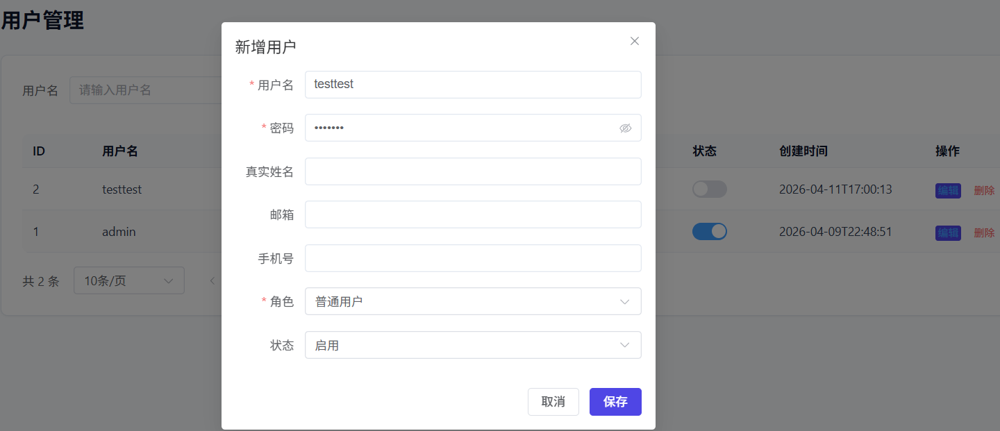 用户管理
新增用户
* 用户名 testtest
用户名 请输入用户名
* 密码 •••••••
真实姓名
ID 用户名 状态 创建时间 操作
2 testtest 2026-04-11T17:00:13 编辑 删除
邮箱
1 admin 2026-04-09T22:48:51 编辑 删除
手机号
共 2 条 10条/页
* 角色 普通用户
状态 启用
取消 保存